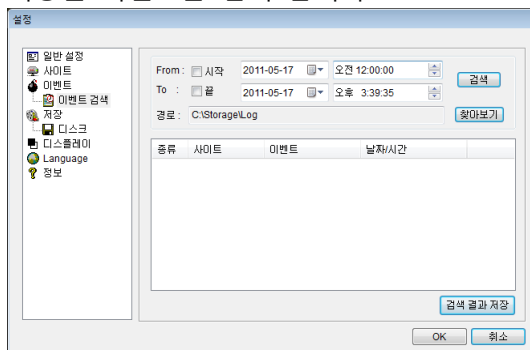 설정
일반 설정
사이트
이벤트
이벤트 검색
저장
디스크
디스플레이
Language
정보
From : 시작 2011-05-17 오전 12:00:00
검색
To : 끝 2011-05-17 오후 3:39:35
경로 : C:\Storage\Log 찾아보기
종류 사이트 이벤트 날짜/시간
검색 결과 저장
OK 취소